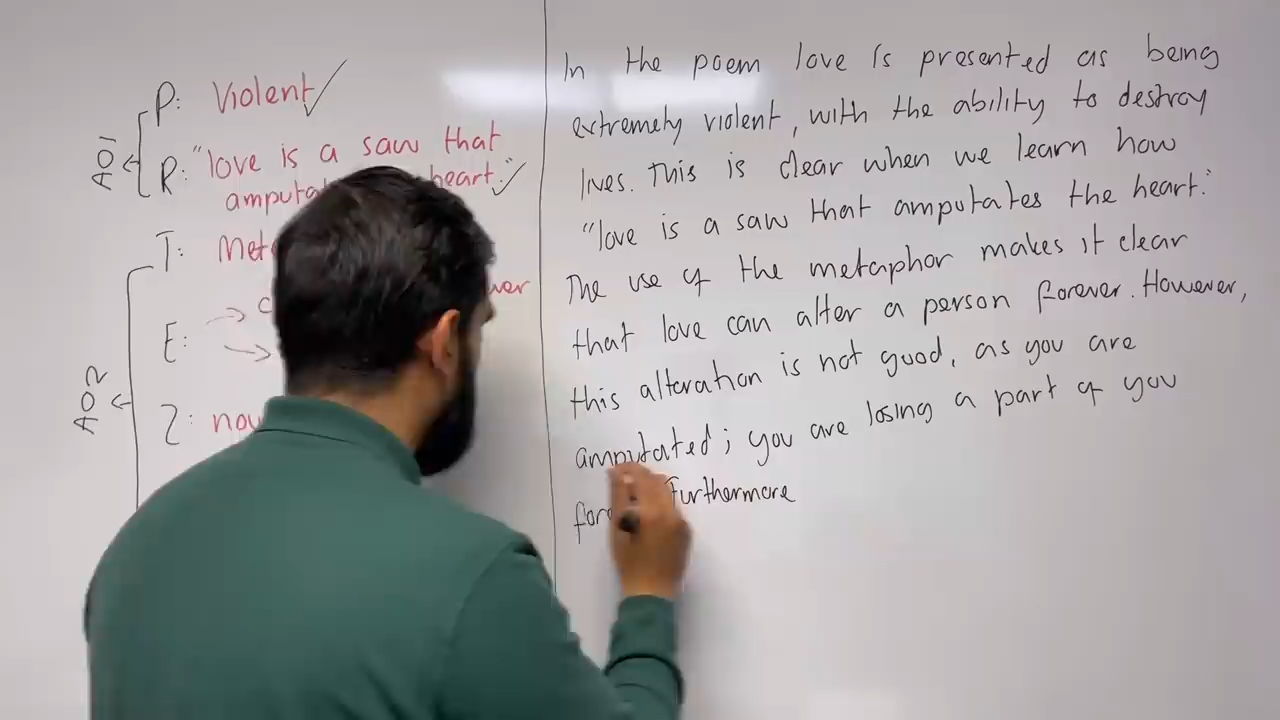 P: Violent
AO1
R: "love is a saw that
heart."
T:
E:
AO2
Z:
In the poem love is presented as being
extremely violent, with the ability to destroy
lives. This is clear when we learn how
"love is a saw that amputates the heart."
The use of the metaphor makes it clear
that love can alter a person forever. However,
this alteration is not good, as you are
amputated; you are losing a part of you
Furthermore